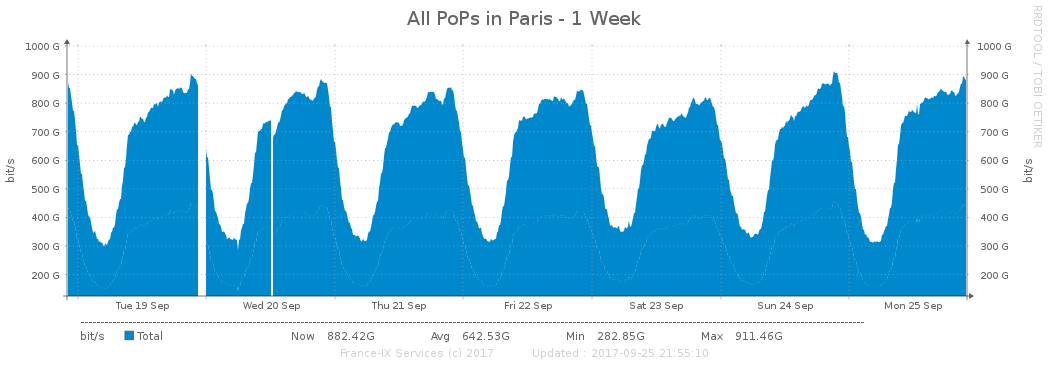 All PoPs in Paris - 1 Week
RRDTOOL / TOBI OETIKER
1000 G 1000 G
900 G 900 G
800 G 800 G
700 G 700 G
600 G 600 G
500 G 500 G
400 G 400 G
300 G 300 G
200 G 200 G
bit/s bit/s
Tue 19 Sep Wed 20 Sep Thu 21 Sep Fri 22 Sep Sat 23 Sep Sun 24 Sep Mon 25 Sep
bit/s Total Now 882.42G Avg 642.53G Min 282.85G Max 911.46G
France-IX Services (c) 2017 Updated : 2017-09-25 21:55:10